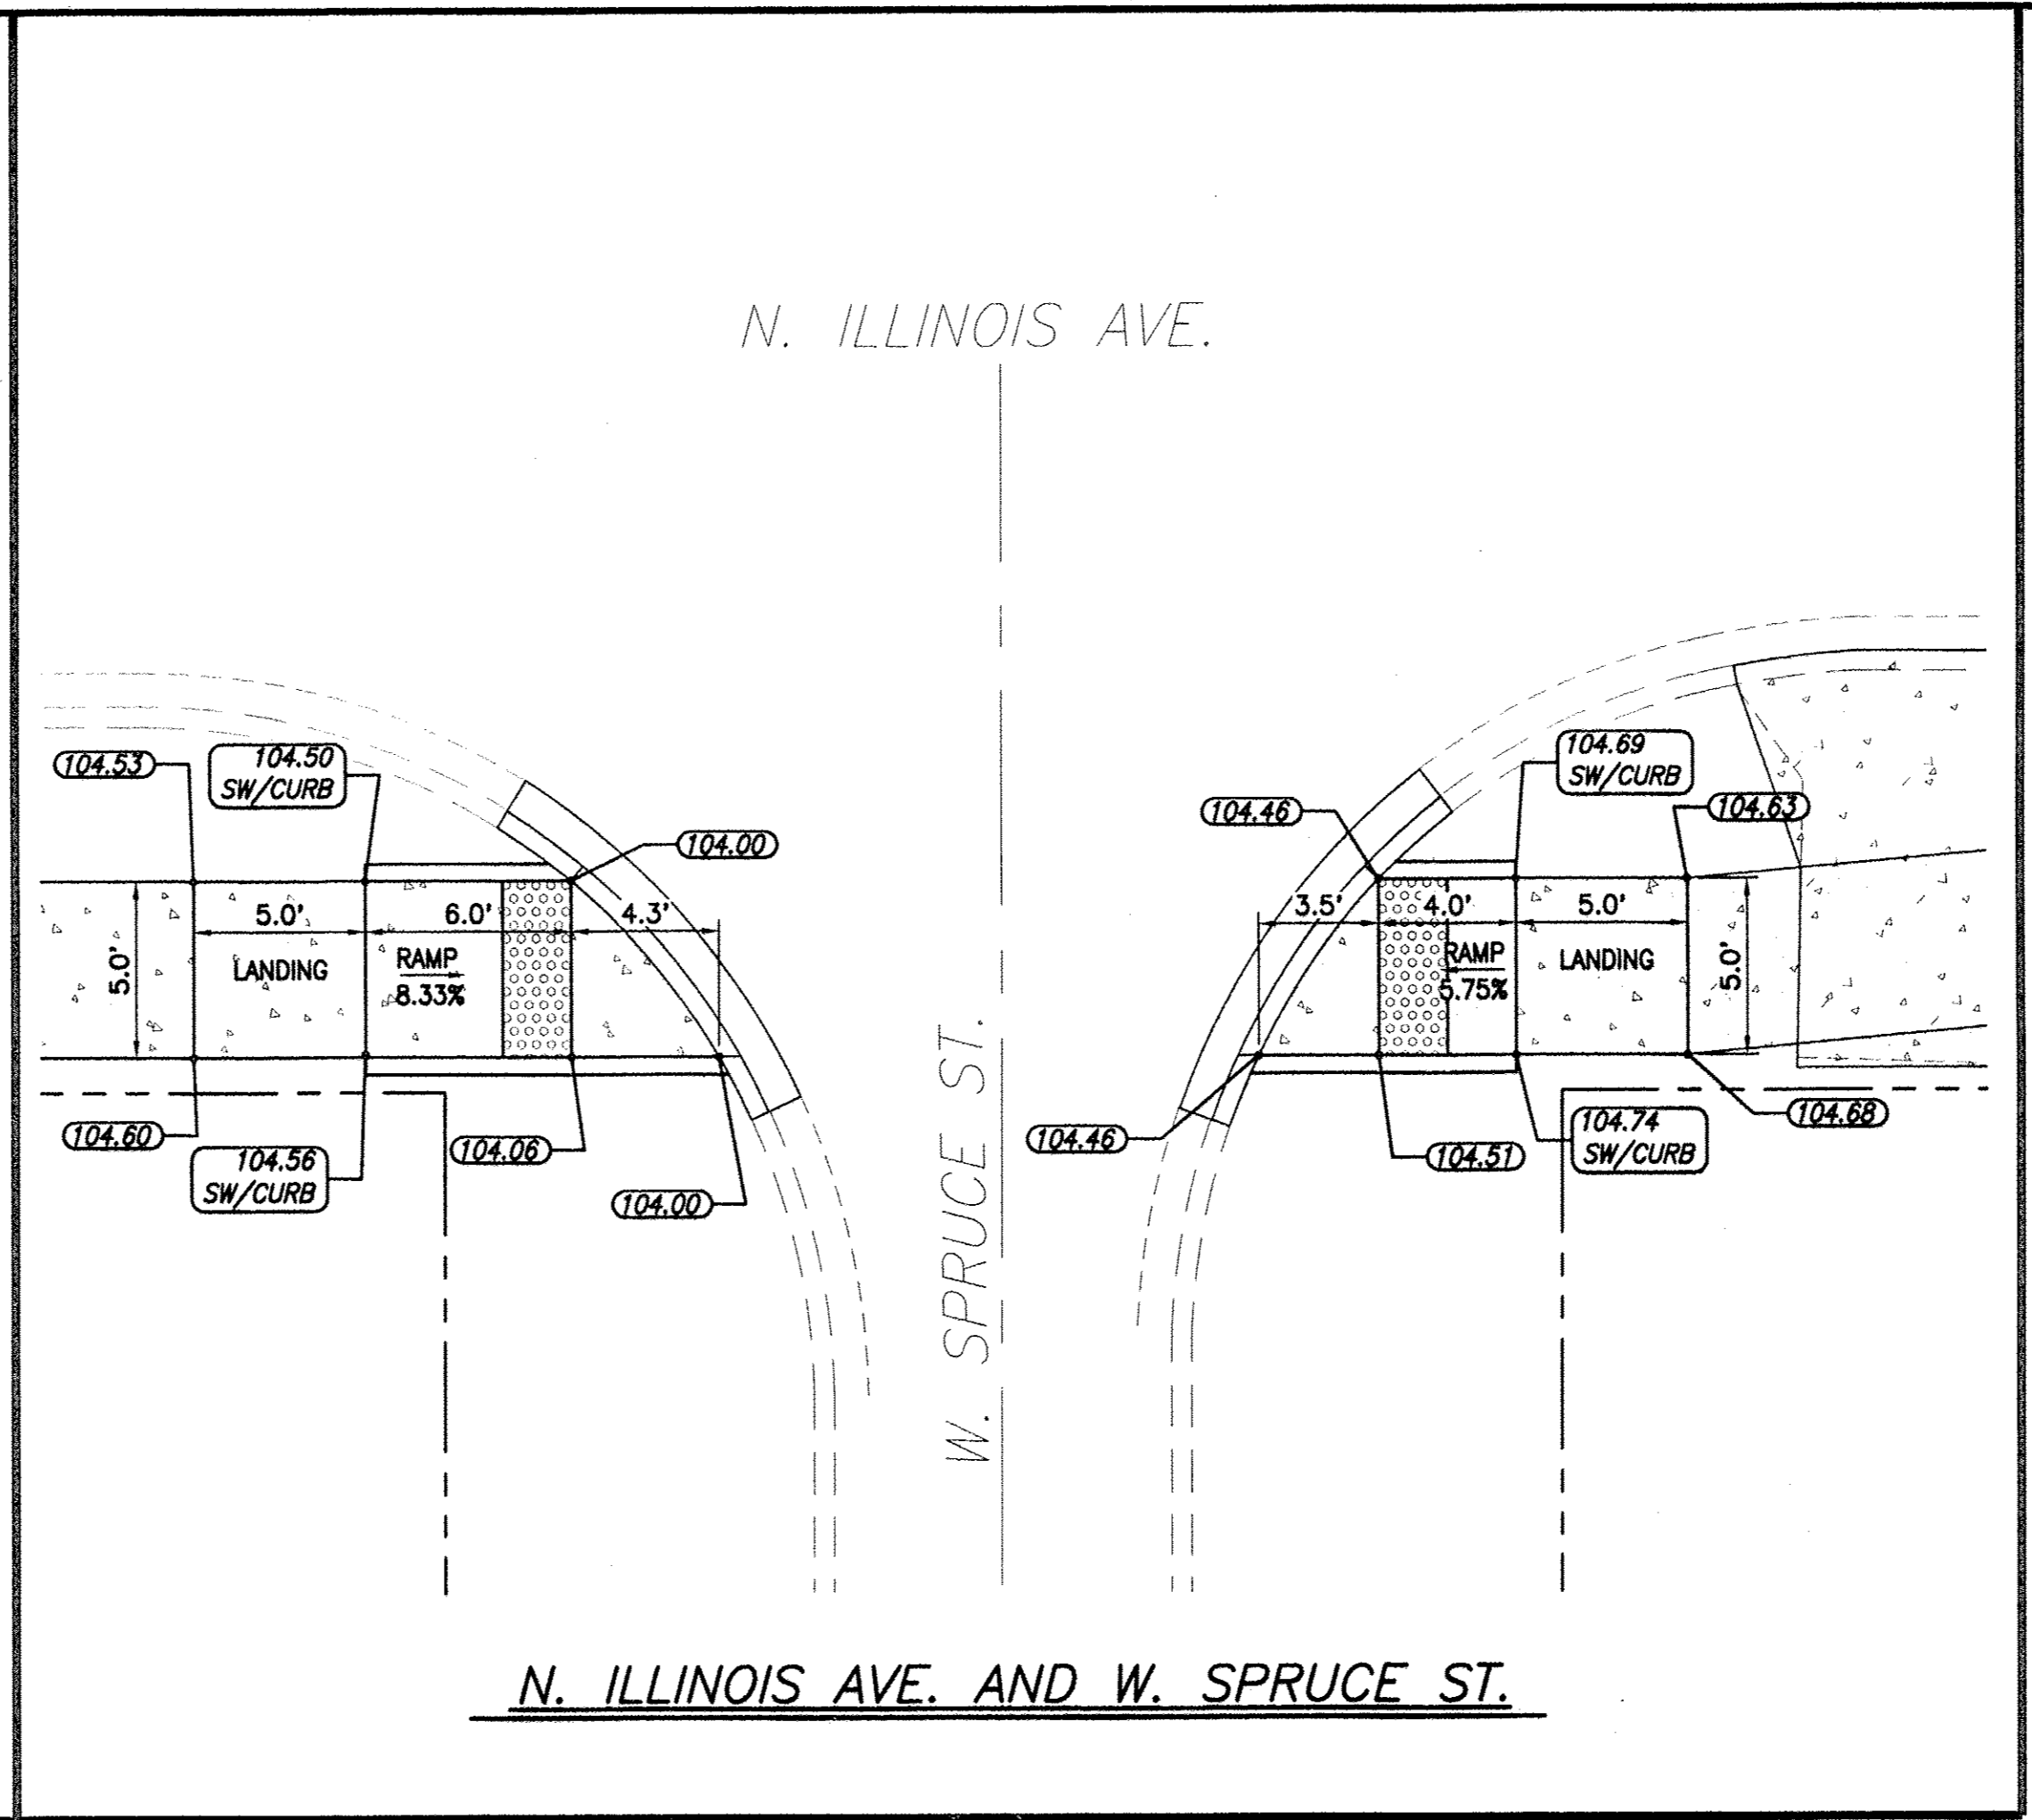 N. ILLINOIS AVE.
104.53
104.50
SW/CURB
104.00
104.46
104.69
SW/CURB
104.63
5.0'
6.0'
4.3'
3.5'
4.0'
5.0'
5.0'
LANDING
RAMP
8.33%
RAMP
5.75%
LANDING
5.0'
104.60
104.56
SW/CURB
104.06
104.00
W. SPRUCE ST.
104.46
104.51
104.74
SW/CURB
104.68
N. ILLINOIS AVE. AND W. SPRUCE ST.